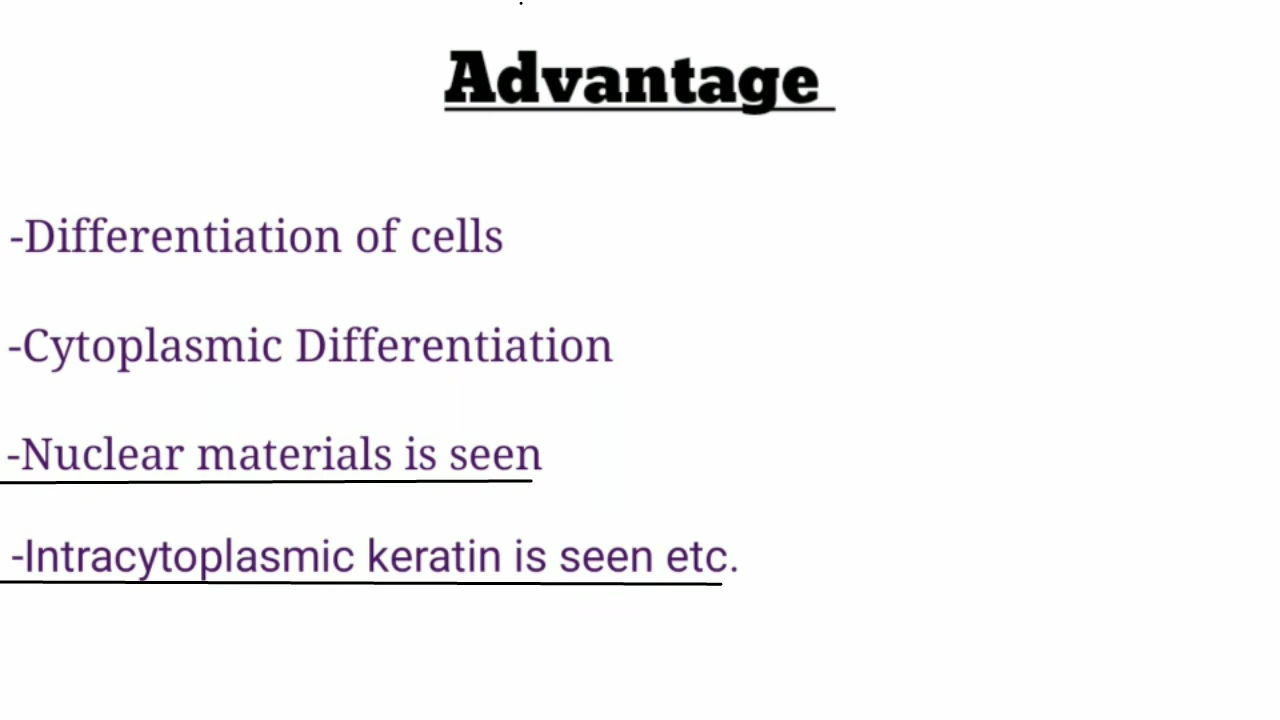 Advantage
-Differentiation of cells
-Cytoplasmic Differentiation
-Nuclear materials is seen
-Intracytoplasmic keratin is seen etc.